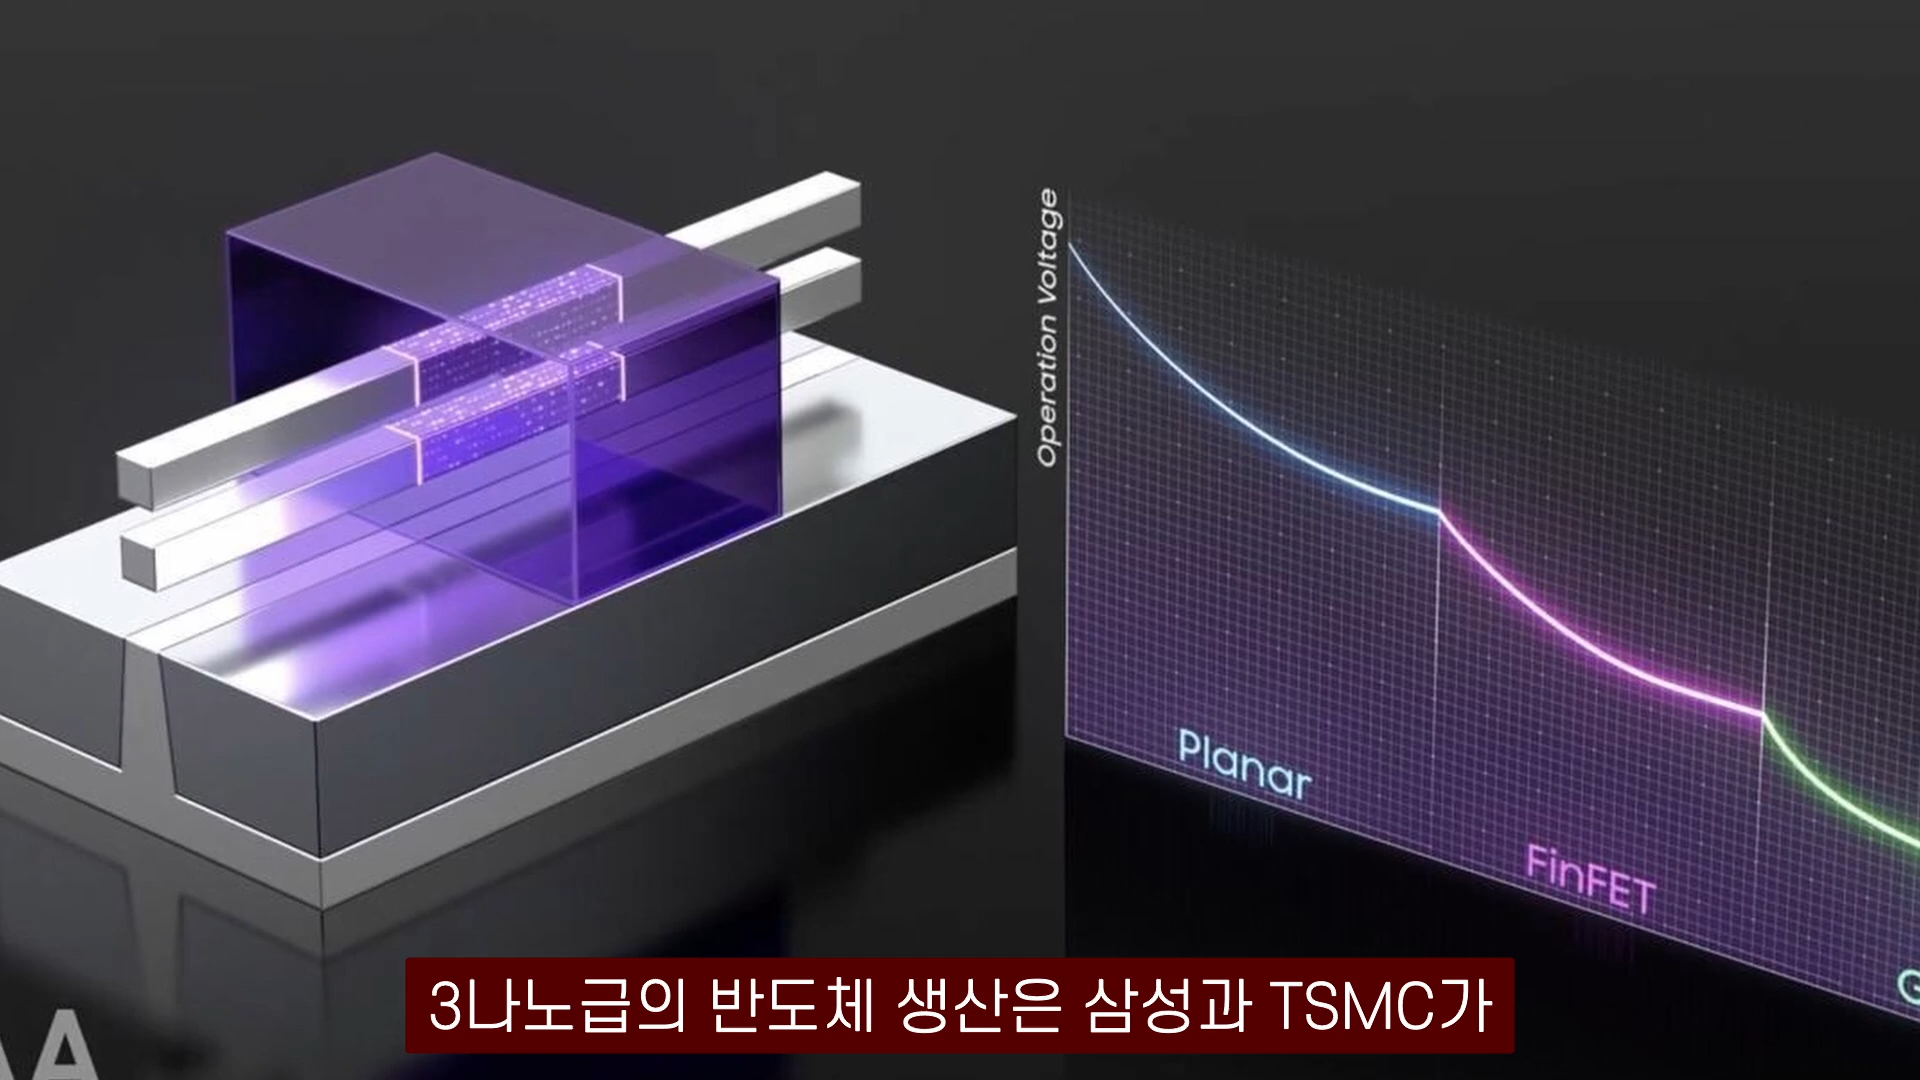 Operation Voltage
Planar
FinFET
3나노급의 반도체 생산은 삼성과 TSMC가